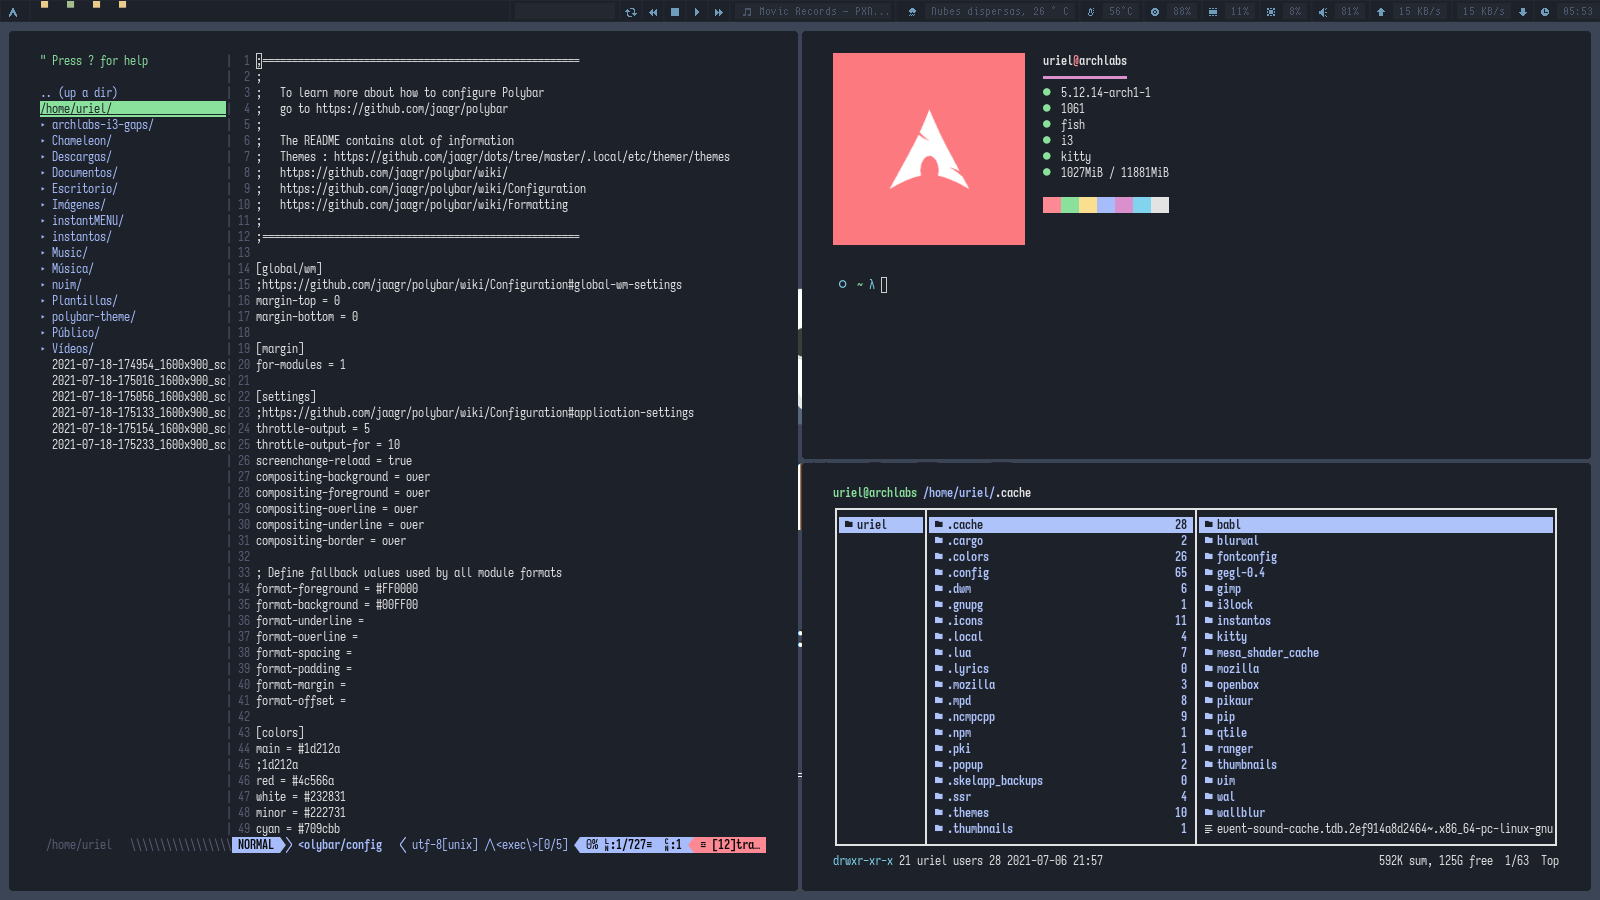 Movic Records – PXN...
Nubes dispersas, 26 ° C
56°C
88%
11%
8%
81%
15 KB/s
15 KB/s
05:53
" Press ? for help
.. (up a dir)
/home/uriel/
▸ archlabs-i3-gaps/
▸ Chameleon/
▸ Descargas/
▸ Documentos/
▸ Escritorio/
▸ Imágenes/
▸ instantMENU/
▸ instantos/
▸ Music/
▸ Música/
▸ nvim/
▸ Plantillas/
▸ polybar-theme/
▸ Público/
▸ Vídeos/
2021-07-18-174954_1600x900_sc
2021-07-18-175016_1600x900_sc
2021-07-18-175056_1600x900_sc
2021-07-18-175133_1600x900_sc
2021-07-18-175154_1600x900_sc
2021-07-18-175233_1600x900_sc
/home/uriel
1 ;=====================================================
2 ;
3 ;   To learn more about how to configure Polybar
4 ;   go to https://github.com/jaagr/polybar
5 ;
6 ;   The README contains alot of information
7 ;   Themes : https://github.com/jaagr/dots/tree/master/.local/etc/themer/themes
8 ;   https://github.com/jaagr/polybar/wiki/
9 ;   https://github.com/jaagr/polybar/wiki/Configuration
10 ;   https://github.com/jaagr/polybar/wiki/Formatting
11 ;
12 ;=====================================================
13
14 [global/wm]
15 ;https://github.com/jaagr/polybar/wiki/Configuration#global-wm-settings
16 margin-top = 0
17 margin-bottom = 0
18
19 [margin]
20 for-modules = 1
21
22 [settings]
23 ;https://github.com/jaagr/polybar/wiki/Configuration#application-settings
24 throttle-output = 5
25 throttle-output-for = 10
26 screenchange-reload = true
27 compositing-background = over
28 compositing-foreground = over
29 compositing-overline = over
30 compositing-underline = over
31 compositing-border = over
32
33 ; Define fallback values used by all module formats
34 format-foreground = #FF0000
35 format-background = #00FF00
36 format-underline =
37 format-overline =
38 format-spacing =
39 format-padding =
40 format-margin =
41 format-offset =
42
43 [colors]
44 main = #1d212a
45 ;1d212a
46 red = #4c566a
47 white = #232831
48 minor = #222731
49 cyan = #709cbb
NORMAL <olybar/config utf-8[unix] /\<exec\>[0/5] 0% ㏑:1/727≡ ℅:1 [12]tra…
uriel@archlabs
5.12.14-arch1-1
1061
fish
i3
kitty
1027MiB / 11881MiB
~ λ
uriel@archlabs /home/uriel/.cache
uriel
.cache 28
.cargo 2
.colors 26
.config 65
.dwm 6
.gnupg 1
.icons 11
.local 4
.lua 7
.lyrics 0
.mozilla 3
.mpd 8
.ncmpcpp 9
.npm 1
.pki 1
.popup 2
.skelapp_backups 0
.ssr 4
.themes 10
.thumbnails 1
babl
blurwal
fontconfig
gegl-0.4
gimp
i3lock
instantos
kitty
mesa_shader_cache
mozilla
openbox
pikaur
pip
qtile
ranger
thumbnails
vim
wal
wallblur
event-sound-cache.tdb.2ef914a8d2464~.x86_64-pc-linux-gnu
drwxr-xr-x 21 uriel users 28 2021-07-06 21:57 592K sum, 125G free 1/63 Top